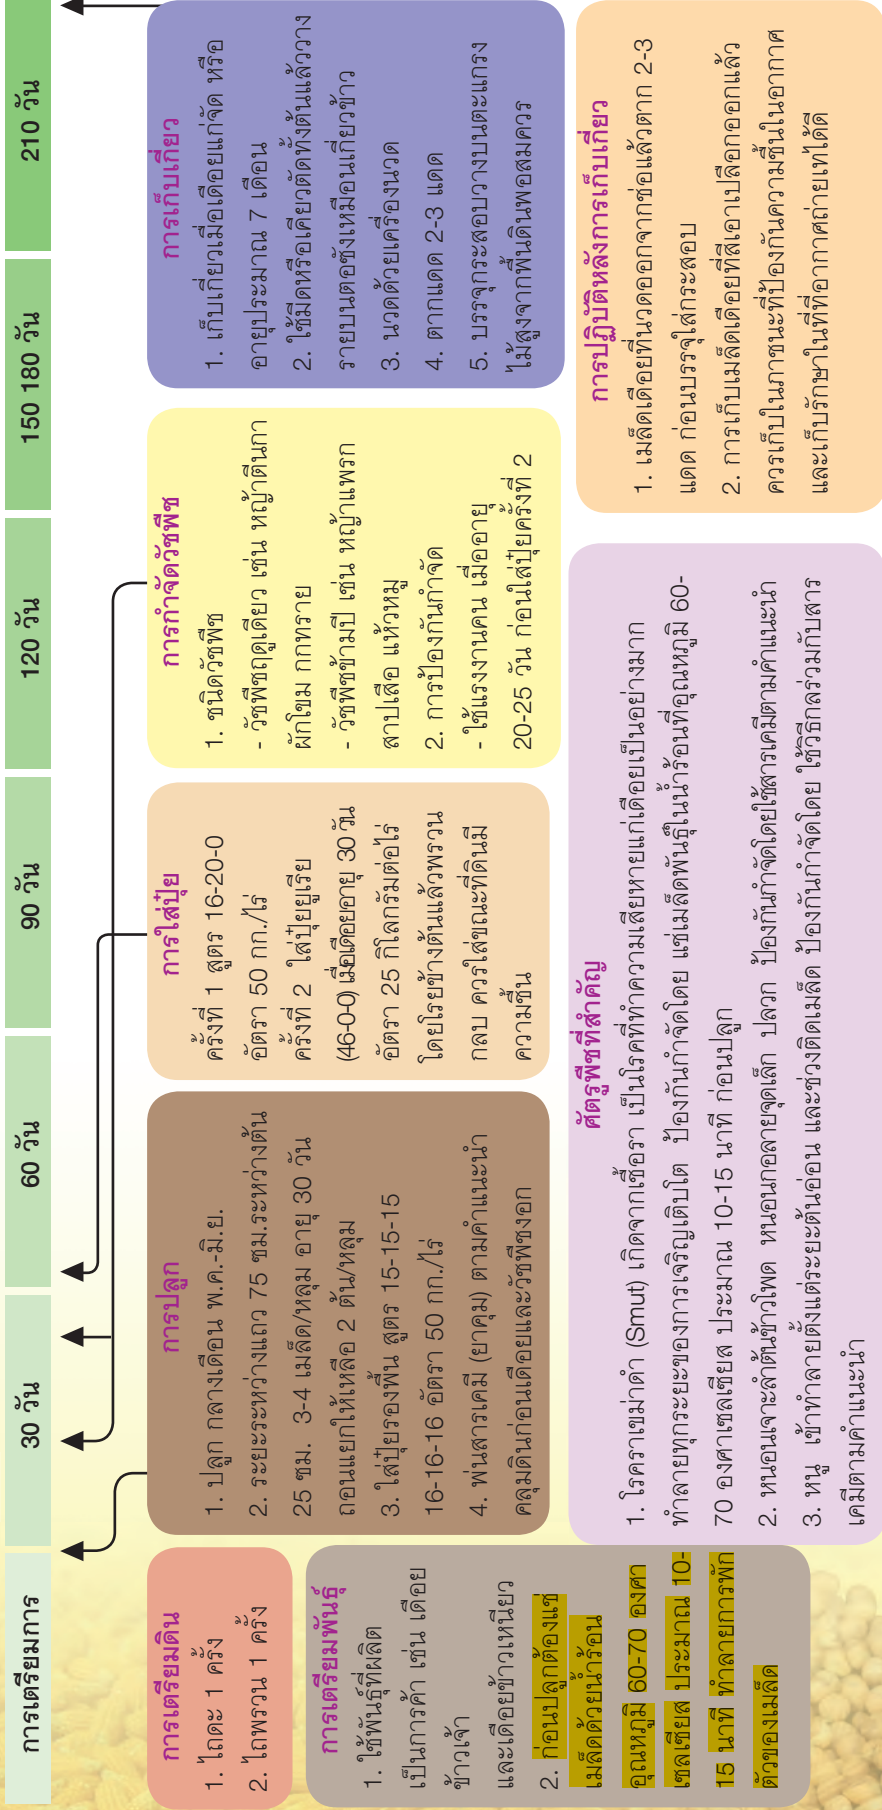 การเตรียมการ
30 วัน
60 วัน
90 วัน
120 วัน
150 180 วัน
210 วัน
การเตรียมดิน
1. ไถดะ 1 ครั้ง
2. ไถพรวน 1 ครั้ง
การเตรียมพันธุ์
1. ใช้พันธุ์ที่ผลิต
เป็นการค้า เช่น เดือย
ข้าวเจ้า
และเดือยข้าวเหนียว
2. ก่อนปลูกต้องแช่
เมล็ดด้วยน้ำร้อน
อุณหภูมิ 60-70 องศา
เซลเซียส ประมาณ 10-
15 นาที ทำลายการพัก
ตัวของเมล็ด
การปลูก
1. ปลูก กลางเดือน พ.ค.-มิ.ย.
2. ระยะระหว่างแถว 75 ซม.ระหว่างต้น
25 ซม. 3-4 เมล็ด/หลุม อายุ 30 วัน
ถอนแยกให้เหลือ 2 ต้น/หลุม
3. ใส่ปุ๋ยรองพื้น สูตร 15-15-15
16-16-16 อัตรา 50 กก./ไร่
4. พ่นสารเคมี (ยาคุม) ตามคำแนะนำ
คลุมดินก่อนเดือยและวัชพืชงอก
การใส่ปุ๋ย
ครั้งที่ 1 สูตร 16-20-0
อัตรา 50 กก./ไร่
ครั้งที่ 2 ใส่ปุ๋ยยูเรีย
(46-0-0) เมื่อเดือยอายุ 30 วัน
อัตรา 25 กิโลกรัมต่อไร่
โดยโรยข้างต้นแล้วพรวน
กลบ ควรใส่ขณะที่ดินมี
ความชื้น
การกำจัดวัชพืช
1. ชนิดวัชพืช
- วัชพืชฤดูเดียว เช่น หญ้าตีนกา
ผักโขม กกทราย
- วัชพืชข้ามปี เช่น หญ้าแพรก
สาบเสือ แห้วหมู
2. การป้องกันกำจัด
- ใช้แรงงานคน เมื่ออายุ
20-25 วัน ก่อนใส่ปุ๋ยครั้งที่ 2
การเก็บเกี่ยว
1. เก็บเกี่ยวเมื่อเดือยแก่จัด หรือ
อายุประมาณ 7 เดือน
2. ใช้มีดหรือเคียวตัดทั้งต้นแล้ววาง
รายบนตอซังเหมือนเกี่ยวข้าว
3. นวดด้วยเครื่องนวด
4. ตากแดด 2-3 แดด
5. บรรจุกระสอบวางบนตะแกรง
ไม้สูงจากพื้นดินพอสมควร
ศัตรูพืชที่สำคัญ
1. โรคราเขม่าดำ (Smut) เกิดจากเชื้อรา เป็นโรคที่ทำความเสียหายแก่เดือยเป็นอย่างมาก
ทำลายทุกระยะของการเจริญเติบโต ป้องกันกำจัดโดย แช่เมล็ดพันธุ์ในน้ำร้อนที่อุณหภูมิ 60-
70 องศาเซลเซียส ประมาณ 10-15 นาที ก่อนปลูก
2. หนอนเจาะลำต้นข้าวโพด หนอนกอลายจุดเล็ก ปลวก ป้องกันกำจัดโดยใช้สารเคมีตามคำแนะนำ
3. หนู เข้าทำลายตั้งแต่ระยะต้นอ่อน และช่วงติดเมล็ด ป้องกันกำจัดโดย ใช้วิธีกลร่วมกับสาร
เคมีตามคำแนะนำ
การปฏิบัติหลังการเก็บเกี่ยว
1. เมล็ดเดือยที่นวดออกจากช่อแล้วตาก 2-3
แดด ก่อนบรรจุใส่กระสอบ
2. การเก็บเมล็ดเดือยที่สีเอาเปลือกออกแล้ว
ควรเก็บในภาชนะที่ป้องกันความชื้นในอากาศ
และเก็บรักษาในที่ที่อากาศถ่ายเทได้ดี